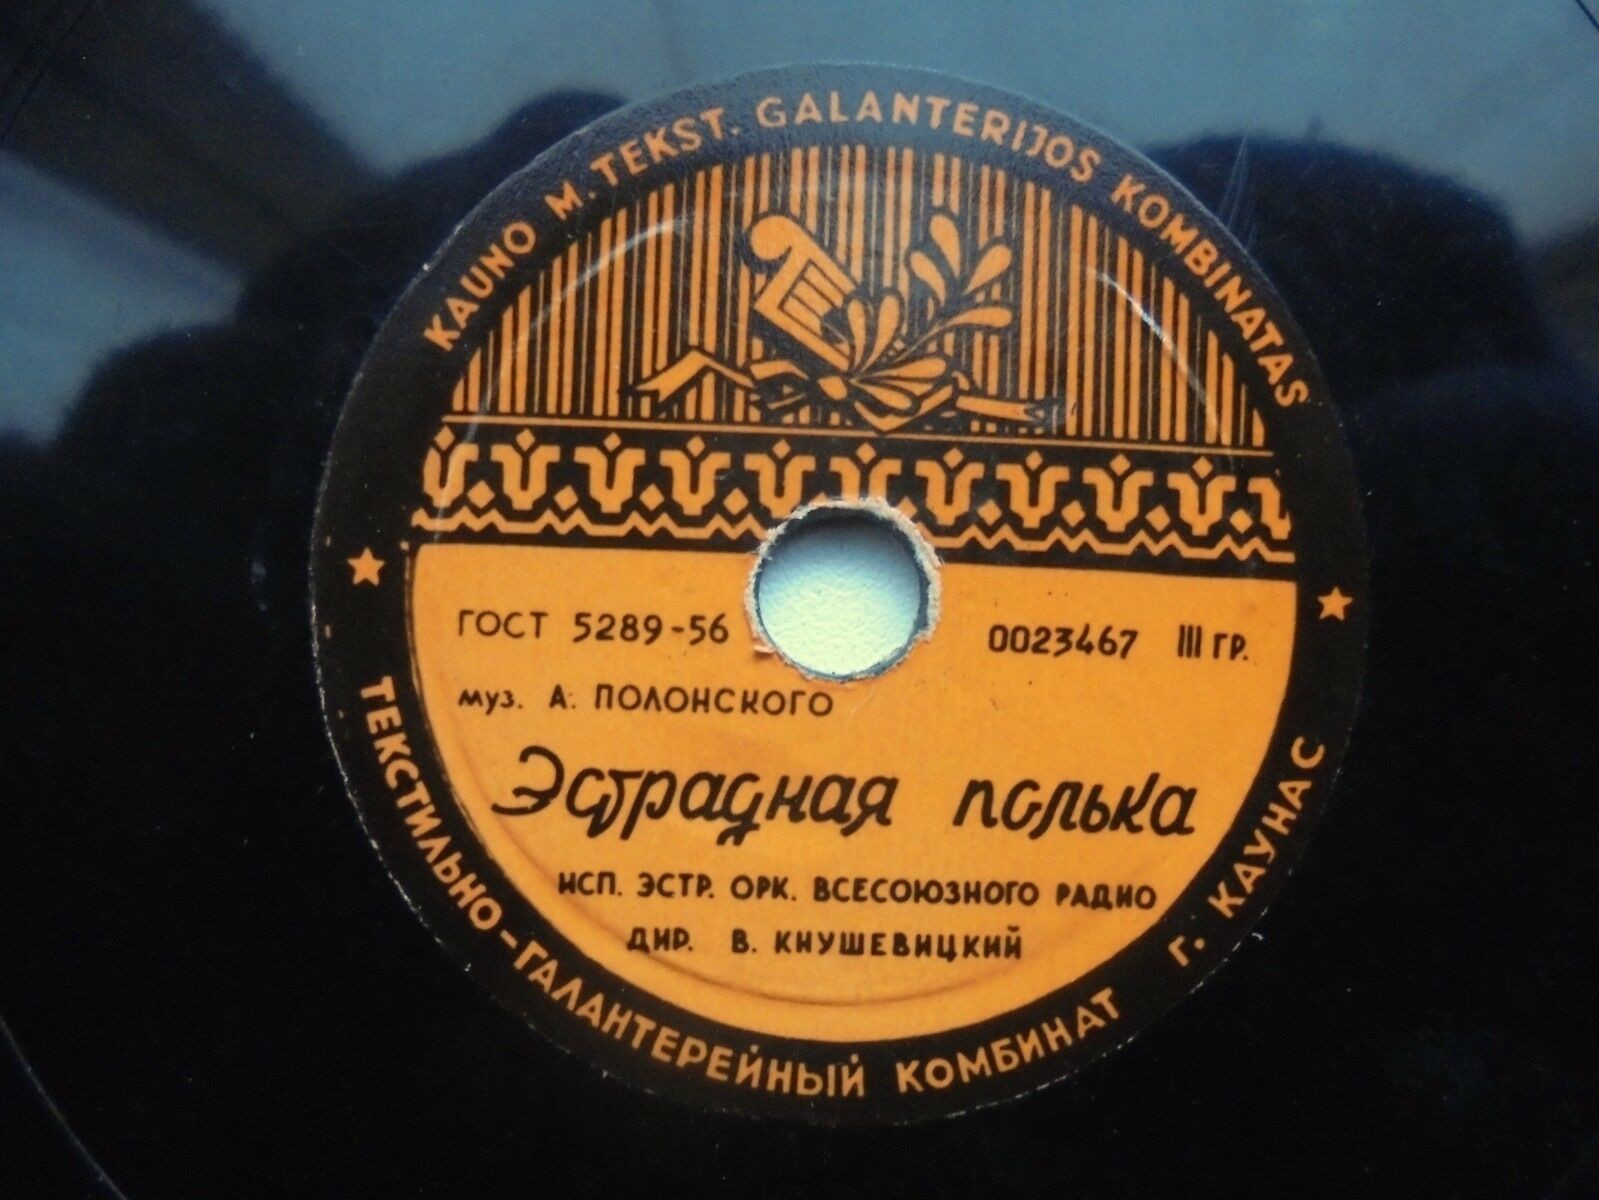 KAUNO M. TEKST. GALANTERIJOS KOMBINATAS
ГОСТ 5289-56
0023467 III ГР.
муз. А. ПОЛОНСКОГО
Эстрадная полька
ИСП. ЭСТР. ОРК. ВСЕСОЮЗНОГО РАДИО
ДИР. В. КНУШЕВИЦКИЙ
ТЕКСТИЛЬНО-ГАЛАНТЕРЕЙНЫЙ КОМБИНАТ Г. КАУНАС